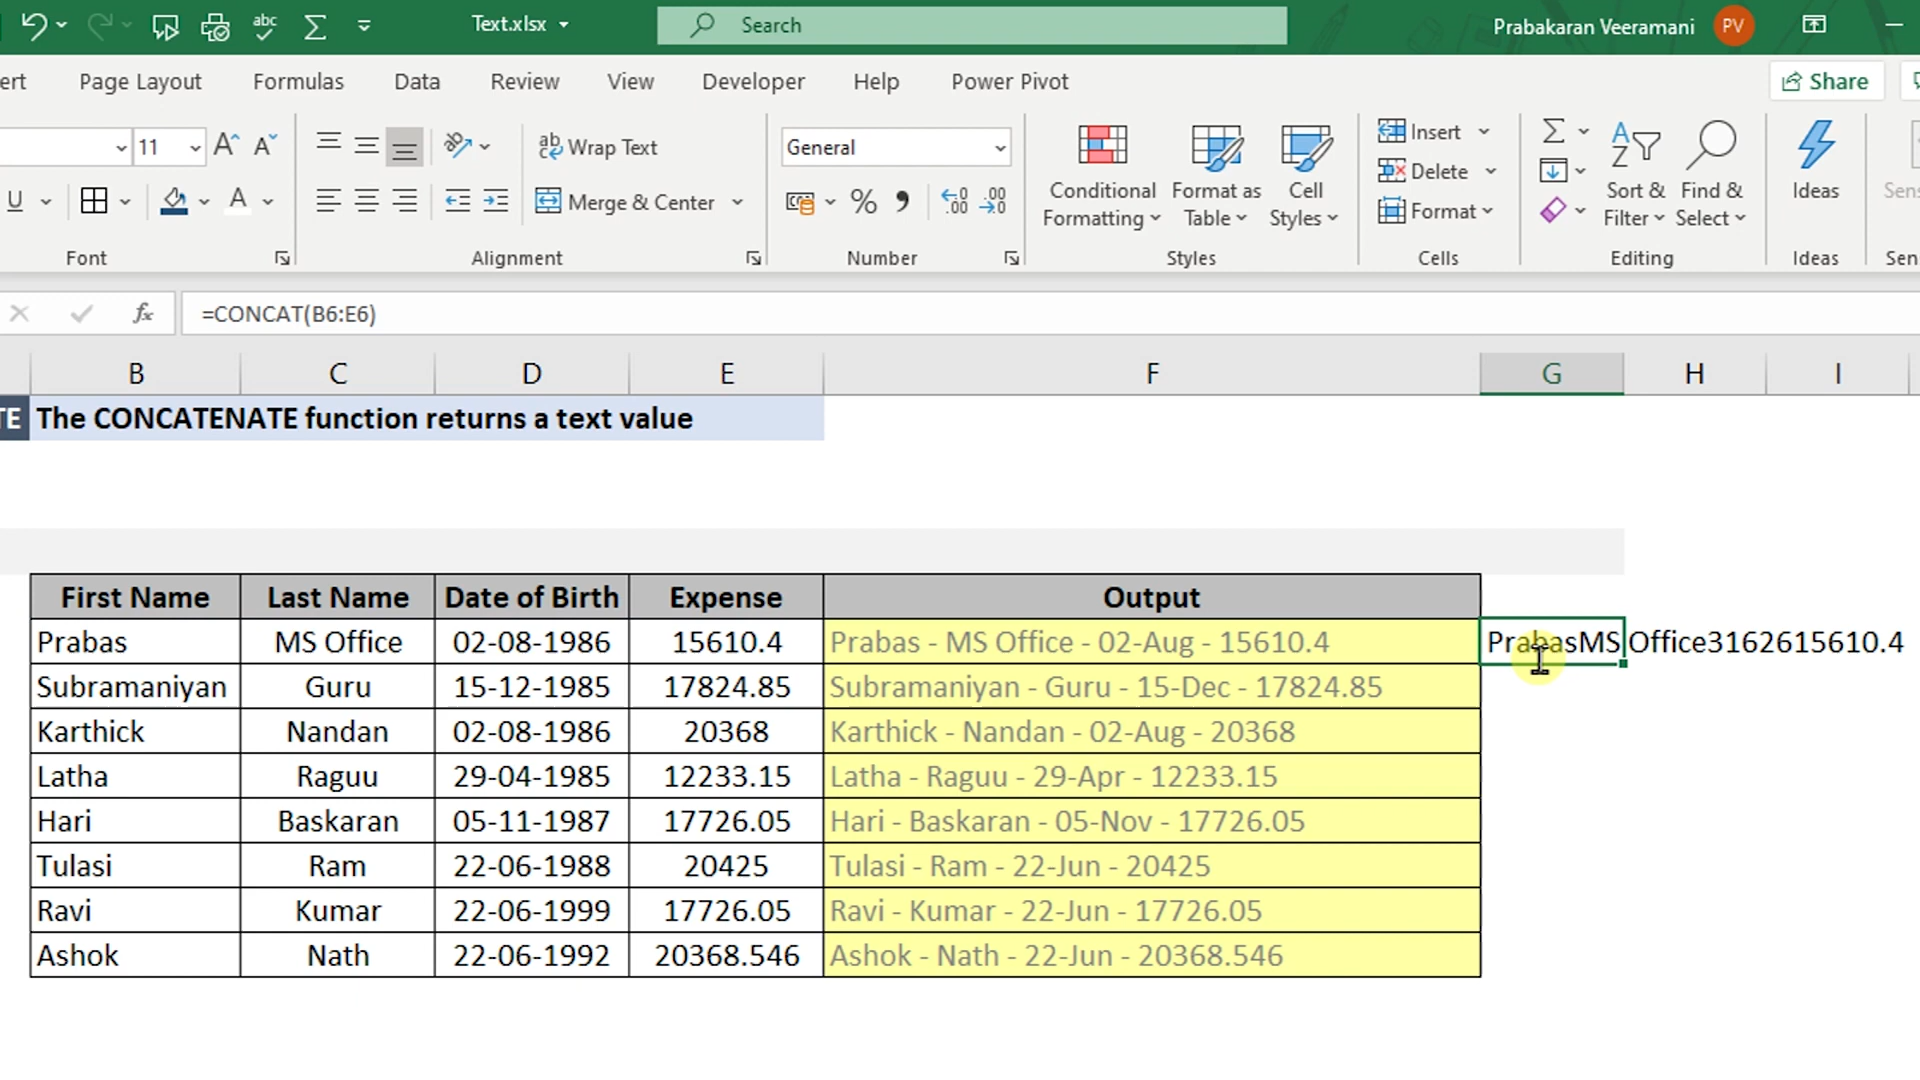 abc
Text.xlsx
Search
Prabakaran Veeramani
PV
ert
Page Layout
Formulas
Data
Review
View
Developer
Help
Power Pivot
Share
11
A
A
ab
Wrap Text
General
Conditional Formatting
Format as Table
Cell Styles
Insert
Delete
Format
Sort & Filter
Find & Select
Ideas
Sens
U
A
Merge & Center
%
Font
Alignment
Number
Styles
Cells
Editing
Ideas
Sen
fx
=CONCAT(B6:E6)
B C D E F G H I
TE The CONCATENATE function returns a text value
First Name Last Name Date of Birth Expense Output
Prabas MS Office 02-08-1986 15610.4 Prabas - MS Office - 02-Aug - 15610.4 PrabasMS Office3162615610.4
Subramaniyan Guru 15-12-1985 17824.85 Subramaniyan - Guru - 15-Dec - 17824.85
Karthick Nandan 02-08-1986 20368 Karthick - Nandan - 02-Aug - 20368
Latha Raguu 29-04-1985 12233.15 Latha - Raguu - 29-Apr - 12233.15
Hari Baskaran 05-11-1987 17726.05 Hari - Baskaran - 05-Nov - 17726.05
Tulasi Ram 22-06-1988 20425 Tulasi - Ram - 22-Jun - 20425
Ravi Kumar 22-06-1999 17726.05 Ravi - Kumar - 22-Jun - 17726.05
Ashok Nath 22-06-1992 20368.546 Ashok - Nath - 22-Jun - 20368.546